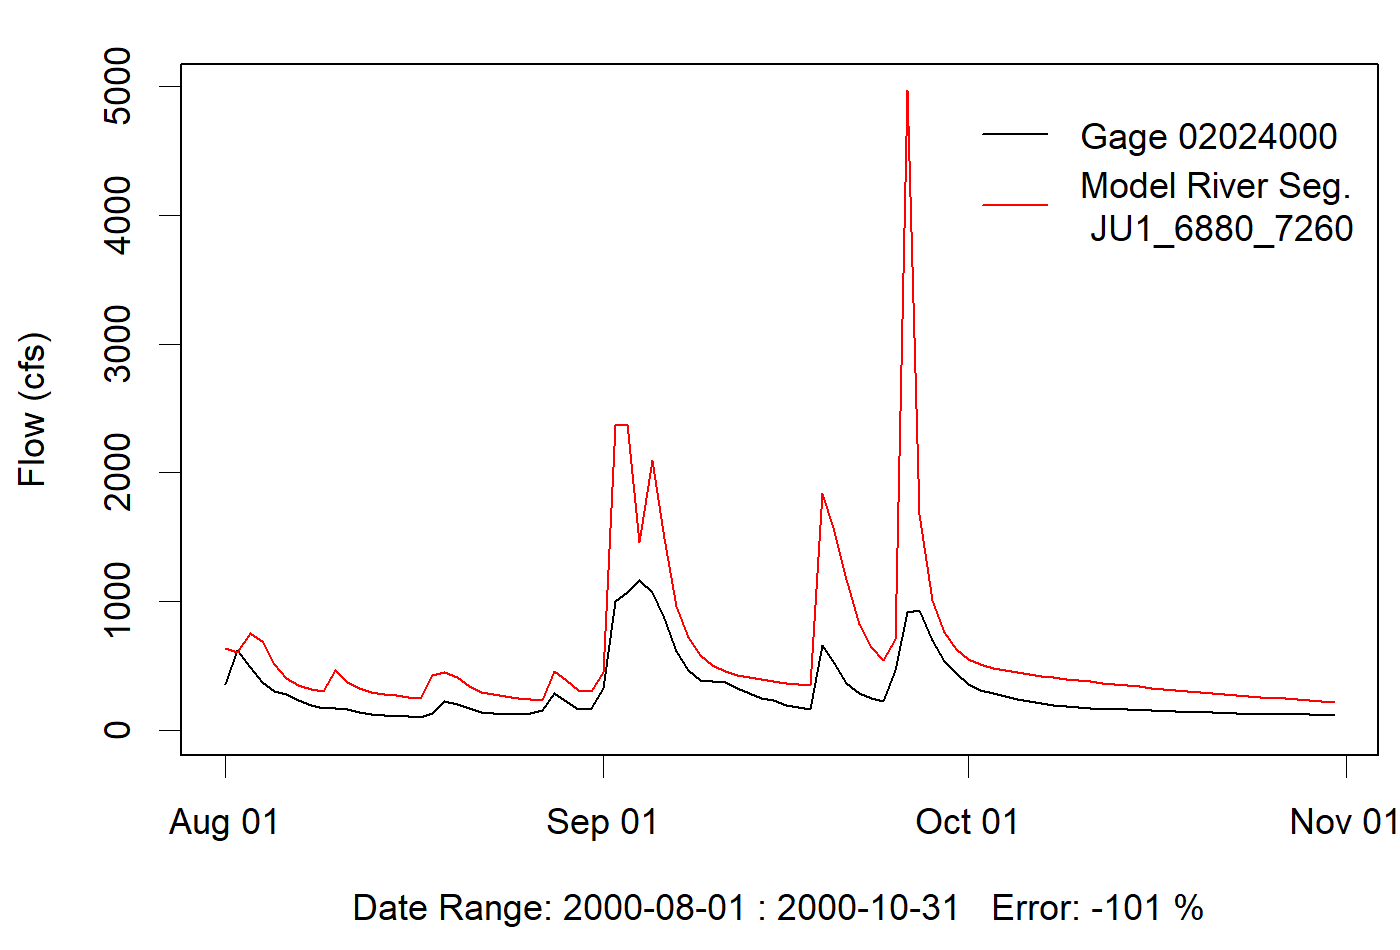 5000
4000
3000
2000
1000
0
Flow (cfs)
Gage 02024000
Model River Seg.
JU1_6880_7260
Aug 01
Sep 01
Oct 01
Nov 01
Date Range: 2000-08-01 : 2000-10-31 Error: -101 %